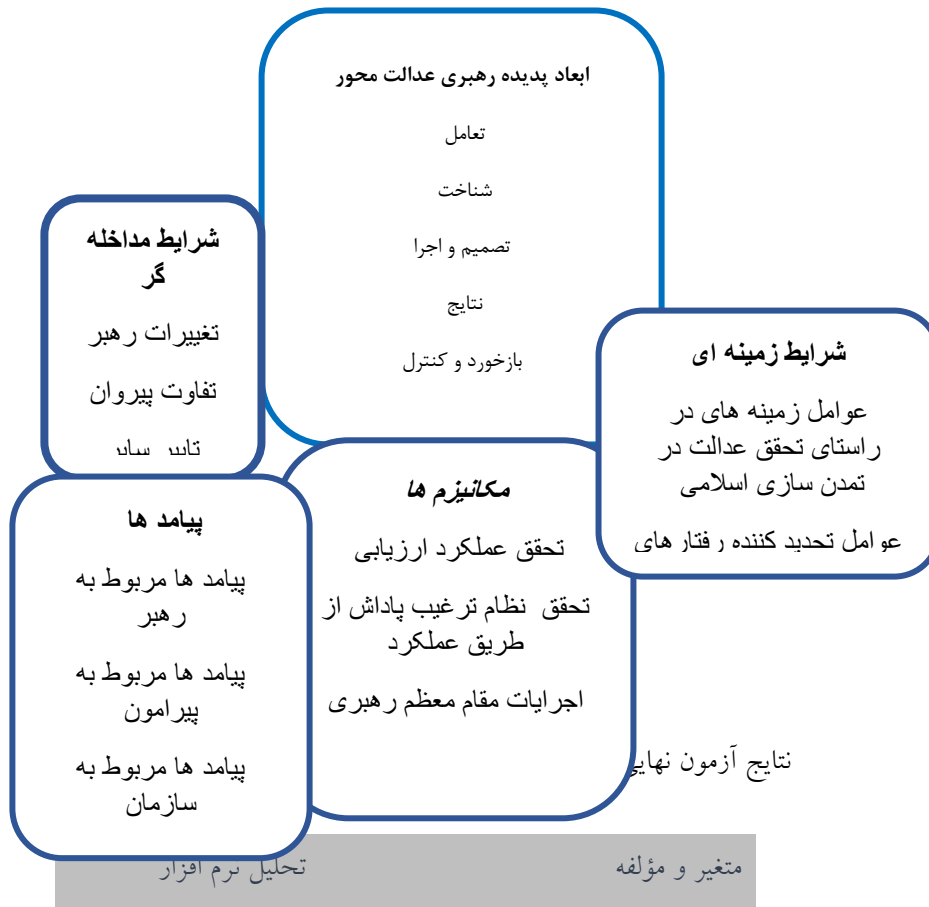 ابعاد پدیده رهبری عدالت محور
تعامل
شناخت
تصمیم و اجرا
نتایج
بازخورد و کنترل
شرایط مداخله
گر
تغییرات رهبر
تفاوت پیروان
سایر
شرایط زمینه ای
عوامل زمینه های در
راستای تحقق عدالت در
تمدن سازی اسلامی
عوامل تحدید کننده رفتار های
مکانیزم ها
تحقق عملکرد ارزیابی
تحقق نظام ترغیب پاداش از
طریق عملکرد
اجرایات مقام معظم رهبری
پیامد ها
پیامد ها مربوط به
رهبر
پیامد ها مربوط به
پیرامون
پیامد ها مربوط به
سازمان
نتایج آزمون نهایی
متغیر و مؤلفه
تحلیل نرم افزار